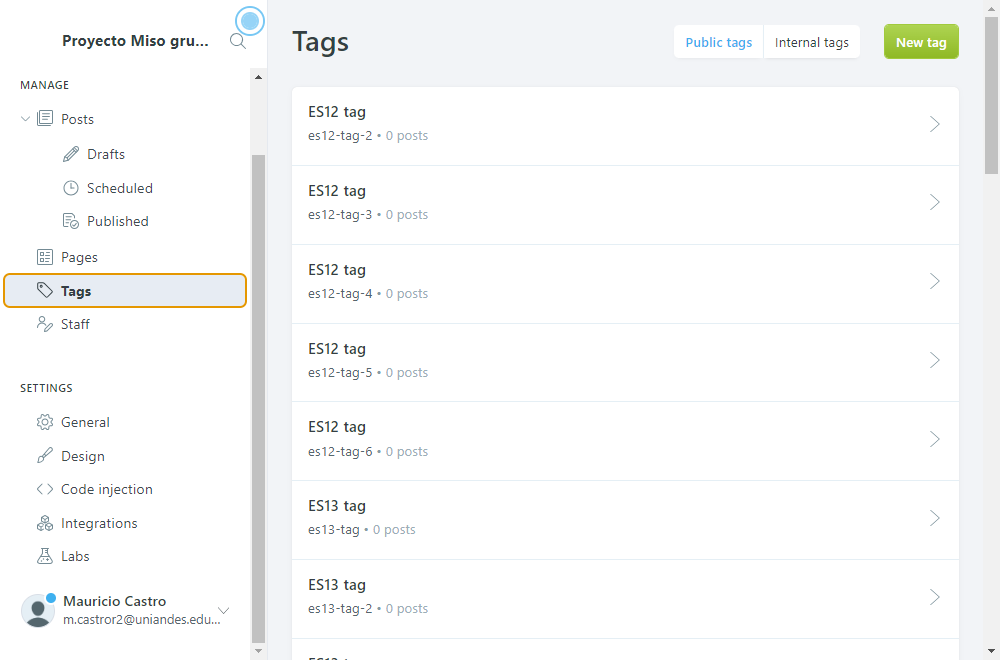 Proyecto Miso gru...
MANAGE
Posts
Drafts
Scheduled
Published
Pages
Tags
Staff
SETTINGS
General
Design
Code injection
Integrations
Labs
Mauricio Castro
m.castror2@uniandes.edu...
Tags
Public tags
Internal tags
New tag
ES12 tag
es12-tag-2 • 0 posts
ES12 tag
es12-tag-3 • 0 posts
ES12 tag
es12-tag-4 • 0 posts
ES12 tag
es12-tag-5 • 0 posts
ES12 tag
es12-tag-6 • 0 posts
ES13 tag
es13-tag • 0 posts
ES13 tag
es13-tag-2 • 0 posts